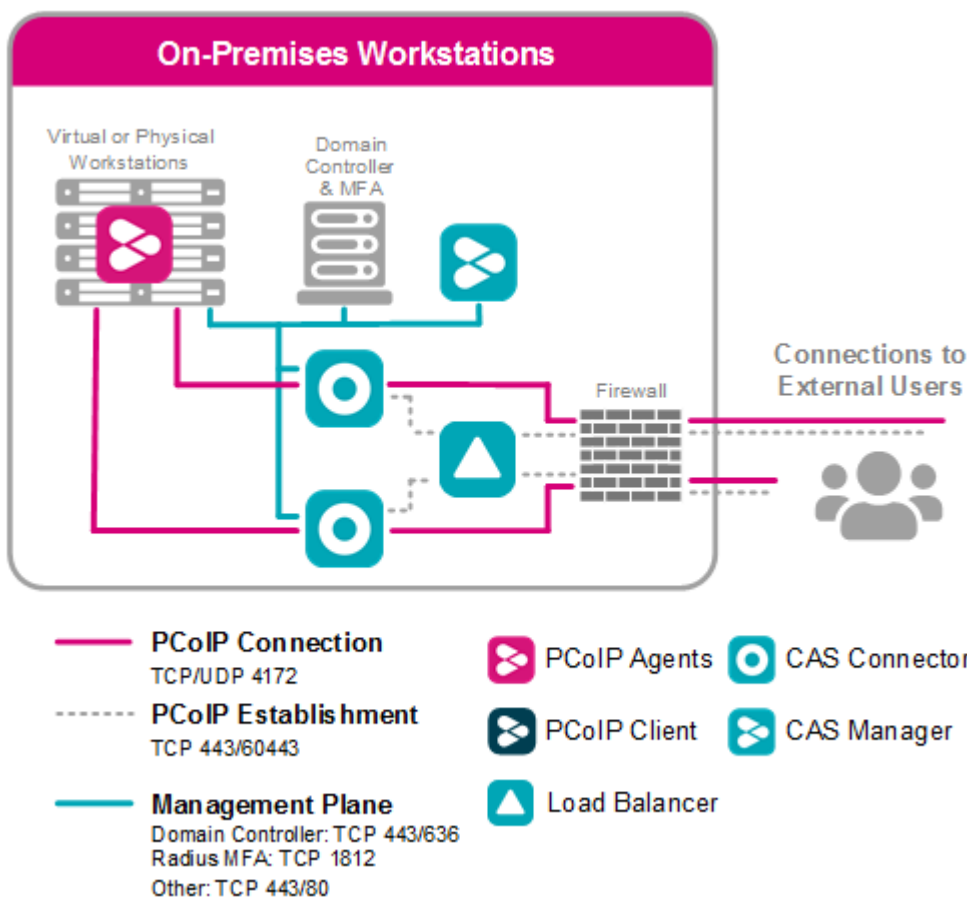 On-Premises Workstations
Virtual or Physical
Workstations
Domain
Controller
& MFA
Firewall
Connections to
External Users
PCoIP Connection
TCP/UDP 4172
PCoIP Establishment
TCP 443/60443
Management Plane
Domain Controller: TCP 443/636
Radius MFA: TCP 1812
Other: TCP 443/80
PCoIP Agents
CAS Connector
PCoIP Client
CAS Manager
Load Balancer